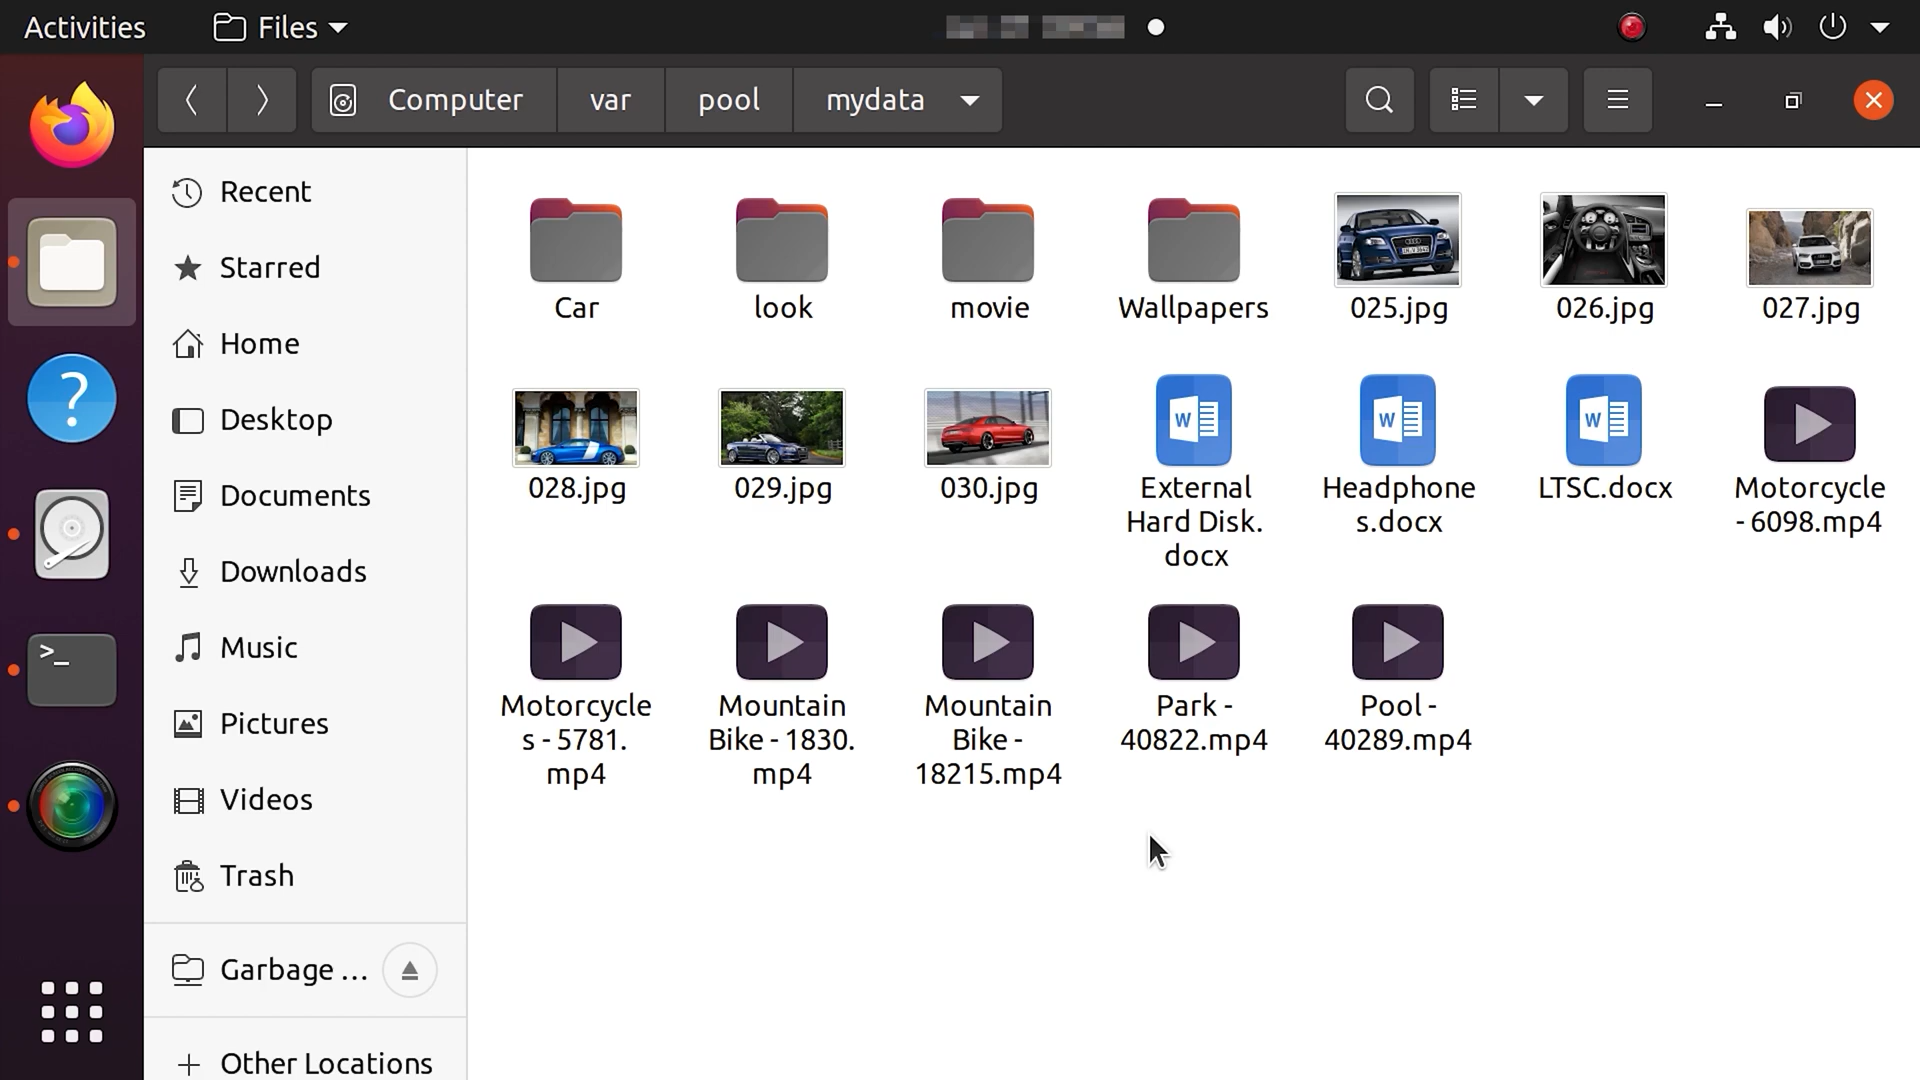 Activities
Files
Computer
var
pool
mydata
Recent
Starred
Home
Desktop
Documents
Downloads
Music
Pictures
Videos
Trash
Garbage ...
Other Locations
Car
look
movie
Wallpapers
025.jpg
026.jpg
027.jpg
028.jpg
029.jpg
030.jpg
External
Hard Disk.
docx
Headphone
s.docx
LTSC.docx
Motorcycle
- 6098.mp4
Motorcycle
s - 5781.
mp4
Mountain
Bike - 1830.
mp4
Mountain
Bike -
18215.mp4
Park -
40822.mp4
Pool -
40289.mp4